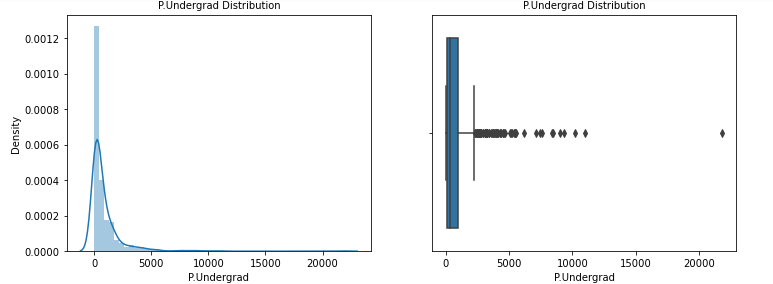 P.Undergrad Distribution
0.0012
0.0010
0.0008
0.0006
0.0004
0.0002
0.0000
Density
0 5000 10000 15000 20000
P.Undergrad
P.Undergrad Distribution
0 5000 10000 15000 20000
P.Undergrad